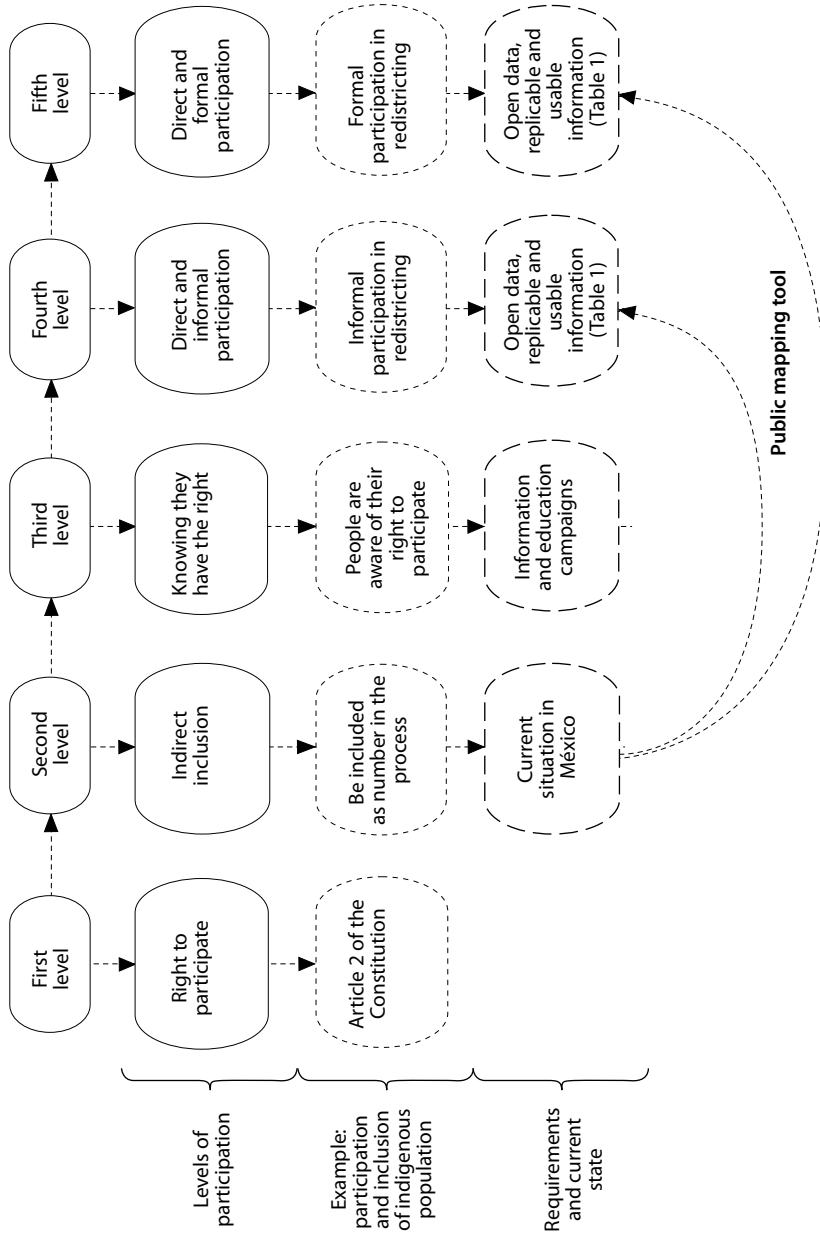 First
level
Second
level
Third
level
Fourth
level
Fifth
level
Levels of
participation
Right to
participate
Indirect
inclusion
Knowing they
have the right
Direct and
informal
participation
Direct and
formal
participation
Example:
participation
and inclusion
of indigenous
population
Article 2 of the
Constitution
Be included
as number in the
process
People are
aware of their
right to
participate
Informal
participation in
redistricting
Formal
participation in
redistricting
Requirements
and current
state
Current
situation in
México
Information
and education
campaigns
Open data,
replicable and
usable
information
(Table 1)
Open data,
replicable and
usable
information
(Table 1)
Public mapping tool